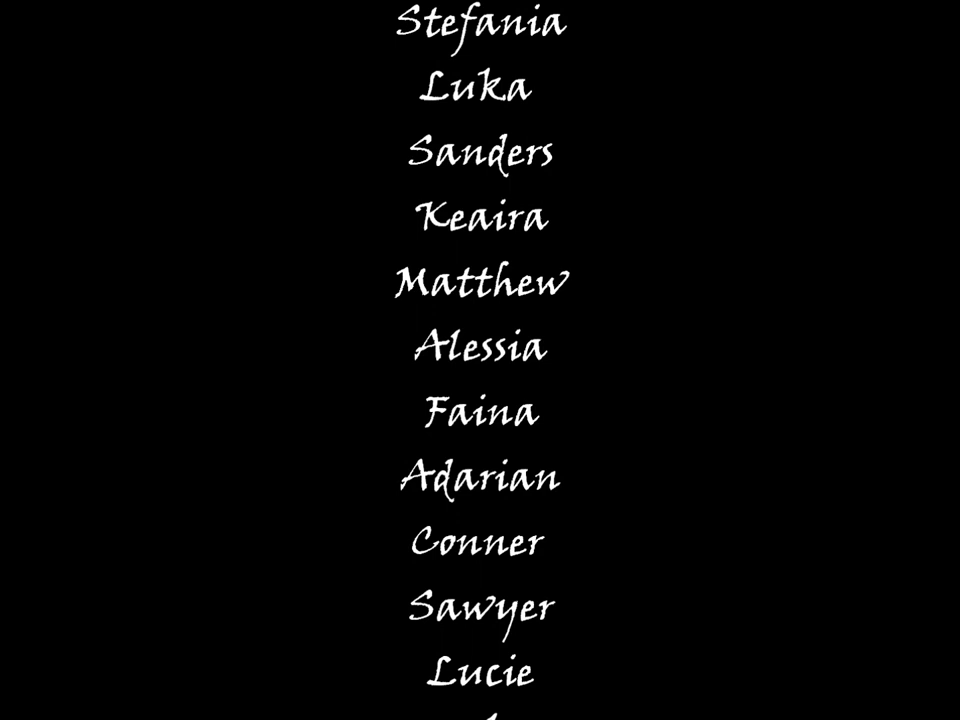 Stefania
Luka
Sanders
Keaira
Matthew
Alessia
Faina
Adarian
Conner
Sawyer
Lucie